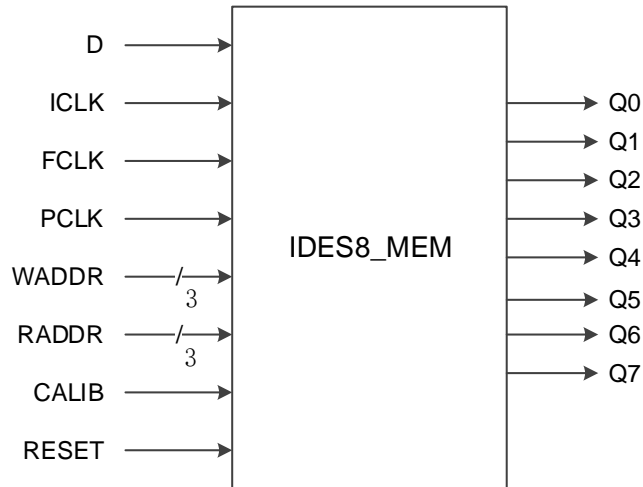 D
ICLK
FCLK
PCLK
WADDR
/
3
RADDR
/
3
CALIB
RESET
IDES8_MEM
Q0
Q1
Q2
Q3
Q4
Q5
Q6
Q7